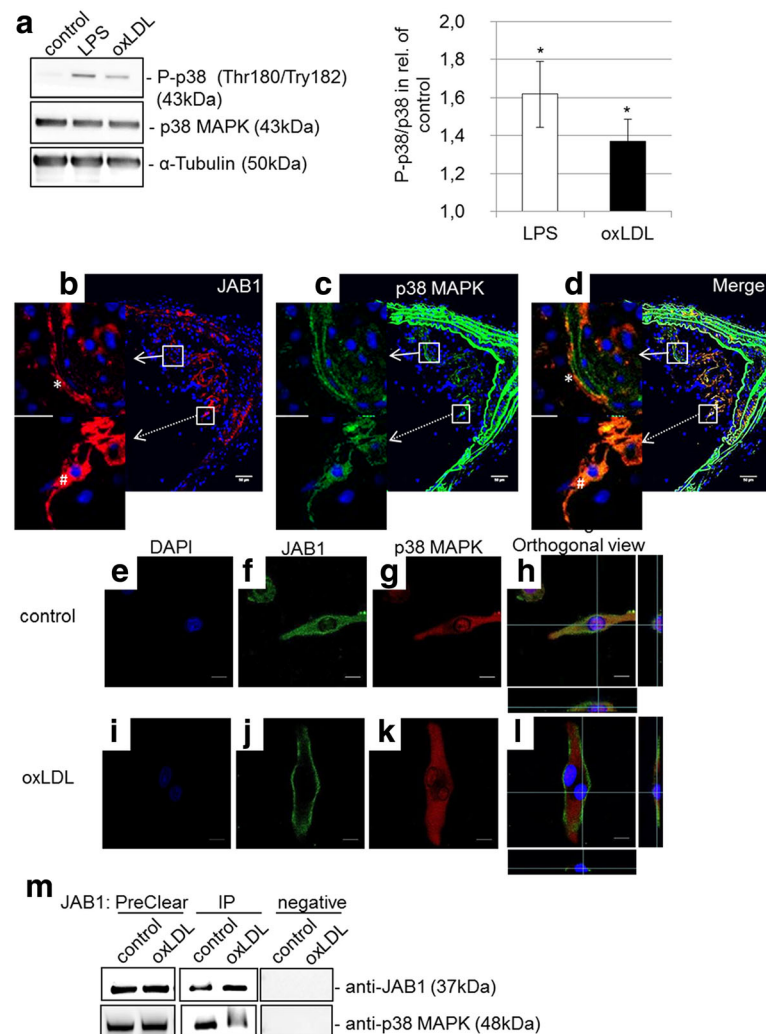 a
control LPS oxLDL
- P-p38 (Thr180/Try182)
(43kDa)
- p38 MAPK (43kDa)
- α-Tubulin (50kDa)
P-p38/p38 in rel. of
control
2,0
1,8
1,6
1,4
1,2
1,0
* *
LPS oxLDL
b JAB1 c p38 MAPK d Merge
* *
# #
DAPI JAB1 p38 MAPK Orthogonal view
e f g h
control
i j k l
oxLDL
m
JAB1: PreClear IP negative
control oxLDL control oxLDL control oxLDL
- anti-JAB1 (37kDa)
- anti-p38 MAPK (48kDa)